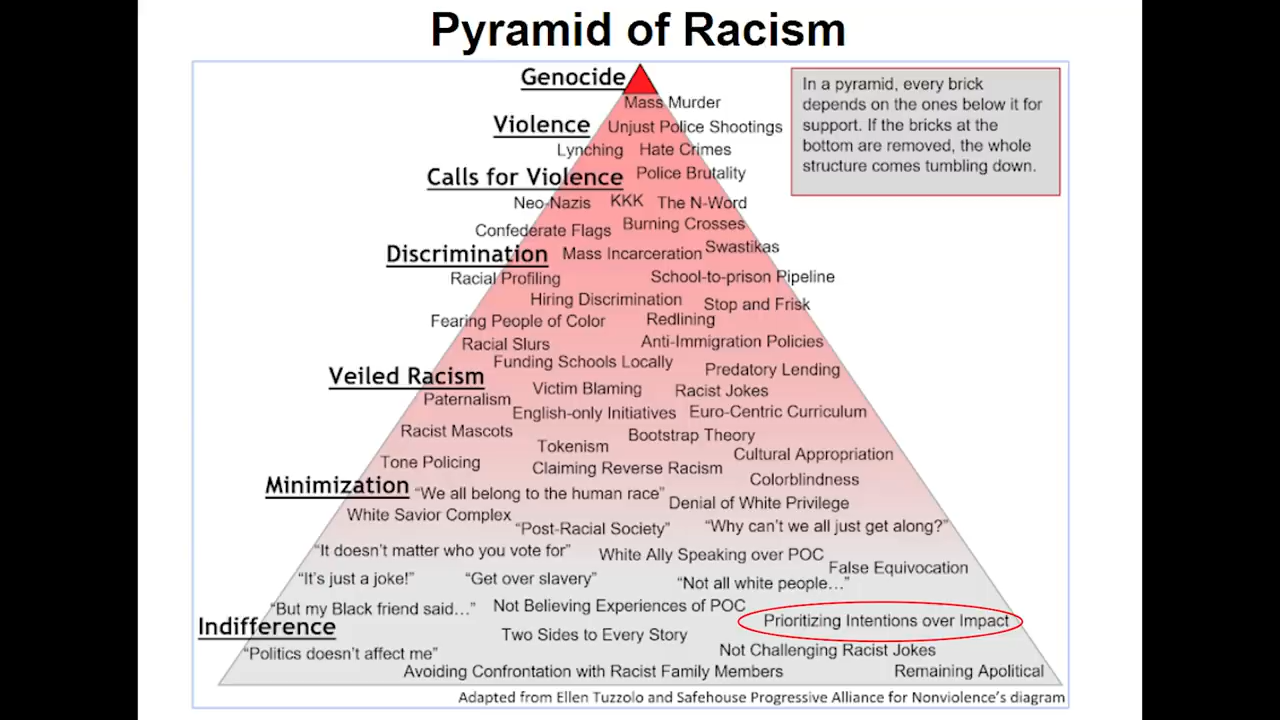 Pyramid of Racism
Genocide
In a pyramid, every brick
depends on the ones below it for
support. If the bricks at the
bottom are removed, the whole
structure comes tumbling down.
Mass Murder
Violence
Unjust Police Shootings
Lynching
Hate Crimes
Calls for Violence
Police Brutality
Neo-Nazis
KKK
The N-Word
Confederate Flags
Burning Crosses
Discrimination
Mass Incarceration
Swastikas
Racial Profiling
School-to-prison Pipeline
Hiring Discrimination
Stop and Frisk
Fearing People of Color
Redlining
Racial Slurs
Anti-Immigration Policies
Funding Schools Locally
Predatory Lending
Veiled Racism
Victim Blaming
Racist Jokes
Paternalism
English-only Initiatives
Euro-Centric Curriculum
Racist Mascots
Bootstrap Theory
Tokenism
Cultural Appropriation
Tone Policing
Claiming Reverse Racism
Colorblindness
Minimization
“We all belong to the human race”
Denial of White Privilege
White Savior Complex
“Post-Racial Society”
“Why can’t we all just get along?”
“It doesn’t matter who you vote for”
White Ally Speaking over POC
False Equivocation
“It’s just a joke!”
“Get over slavery”
“Not all white people…”
“But my Black friend said…”
Not Believing Experiences of POC
Prioritizing Intentions over Impact
Indifference
Two Sides to Every Story
“Politics doesn’t affect me”
Not Challenging Racist Jokes
Avoiding Confrontation with Racist Family Members
Remaining Apolitical
Adapted from Ellen Tuzzolo and Safehouse Progressive Alliance for Nonviolence’s diagram